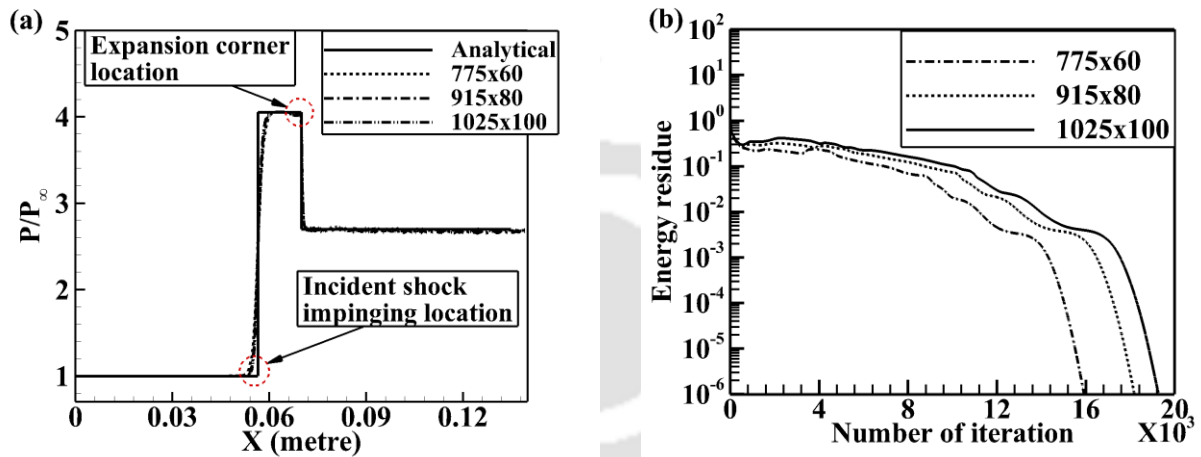 (a)
5
4
3
2
1
P/P∞
Expansion corner
location
Analytical
775x60
915x80
1025x100
Incident shock
impinging location
0 0.03 0.06 0.09 0.12
X (metre)
(b)
10²
10¹
10⁰
10⁻¹
10⁻²
10⁻³
10⁻⁴
10⁻⁵
10⁻⁶
Energy residue
775x60
915x80
1025x100
0 4 8 12 16 20
Number of iteration
X10³